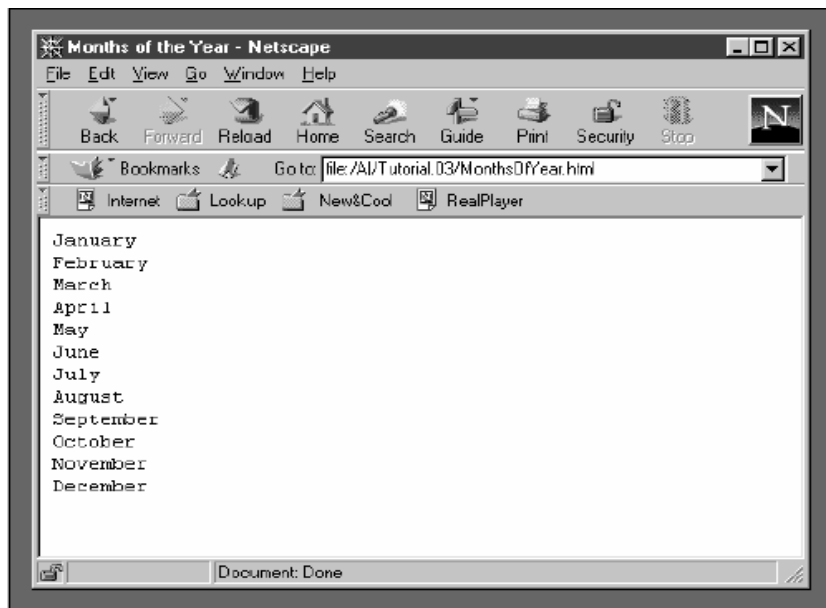 Months of the Year - Netscape
File Edit View Go Window Help
Back Forward Reload Home Search Guide Print Security Stop
N
Bookmarks Go to: file:/A|/Tutorial.03/MonthsOfYear.html
Internet Lookup New&Cool RealPlayer
January
February
March
April
May
June
July
August
September
October
November
December
Document: Done